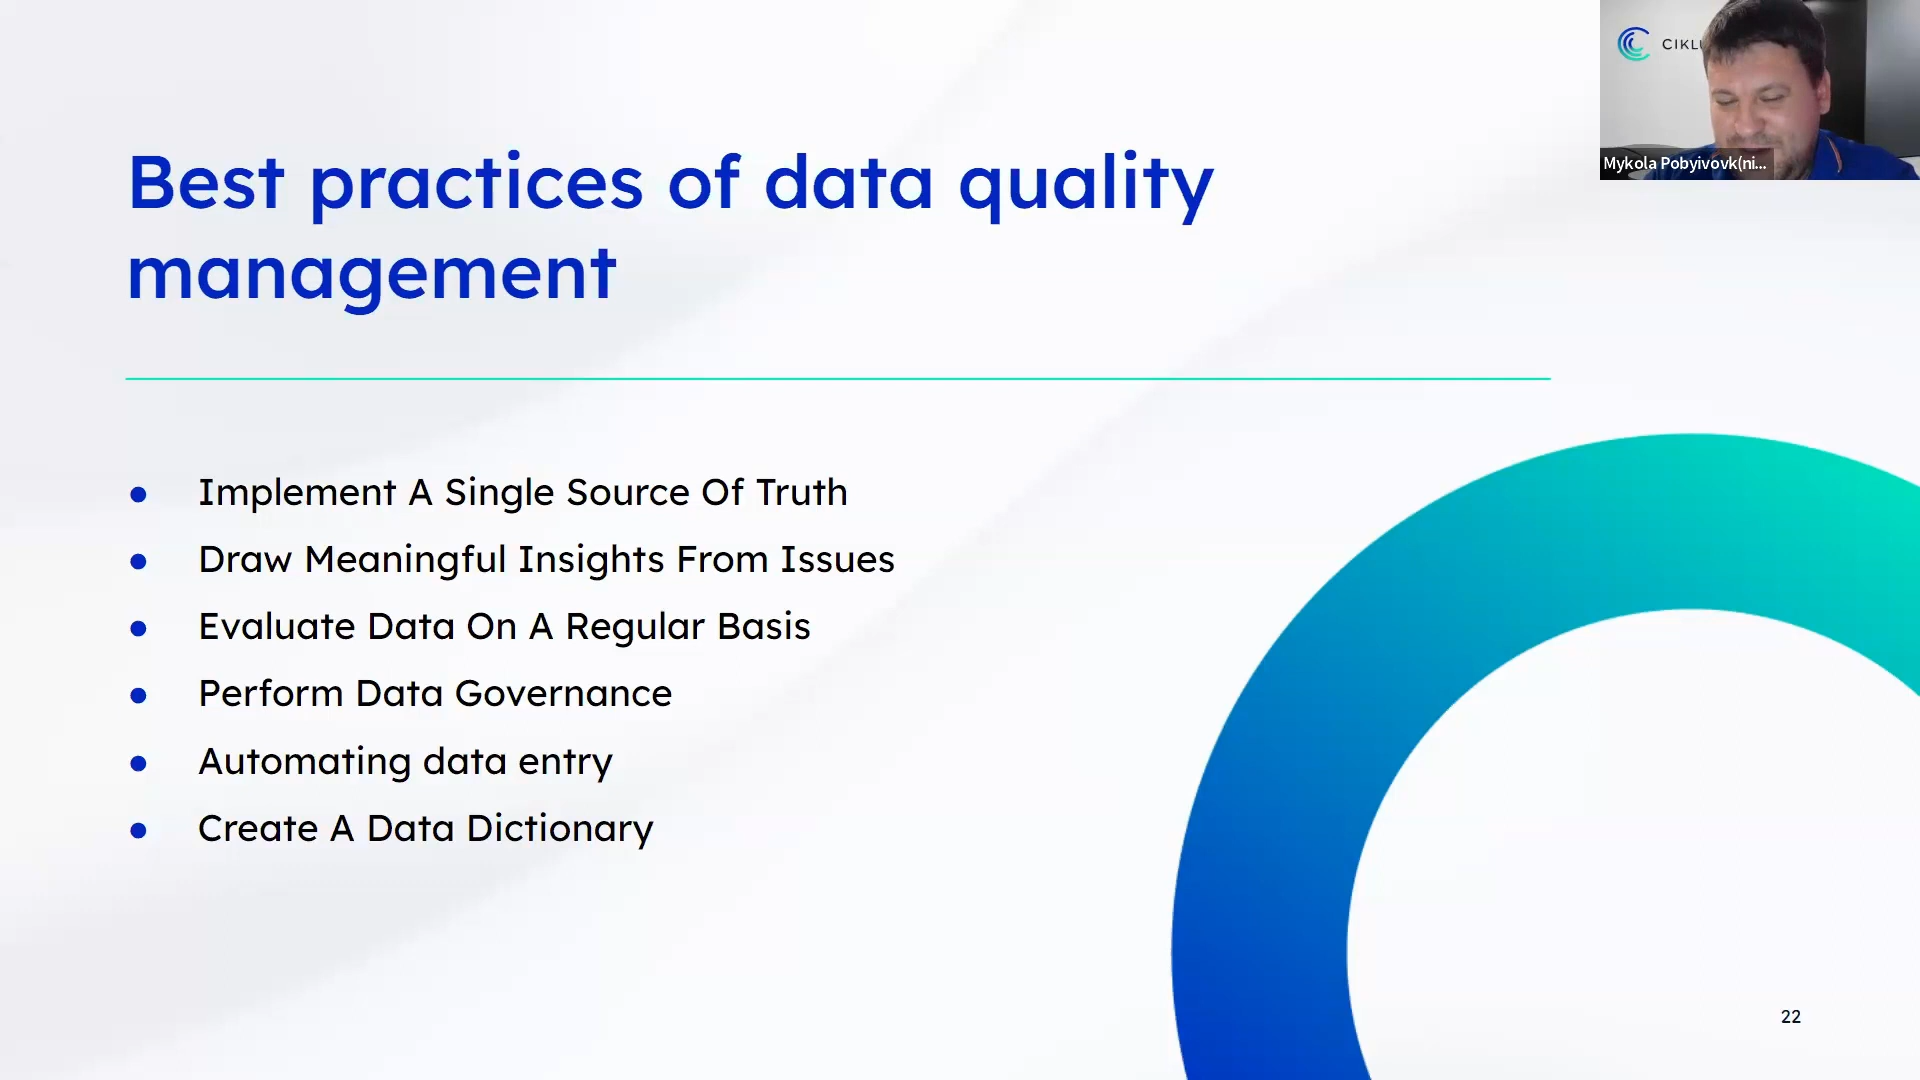 Best practices of data quality
management
● Implement A Single Source Of Truth
● Draw Meaningful Insights From Issues
● Evaluate Data On A Regular Basis
● Perform Data Governance
● Automating data entry
● Create A Data Dictionary
22
CIKLU
Mykola Pobyivovk(ni...